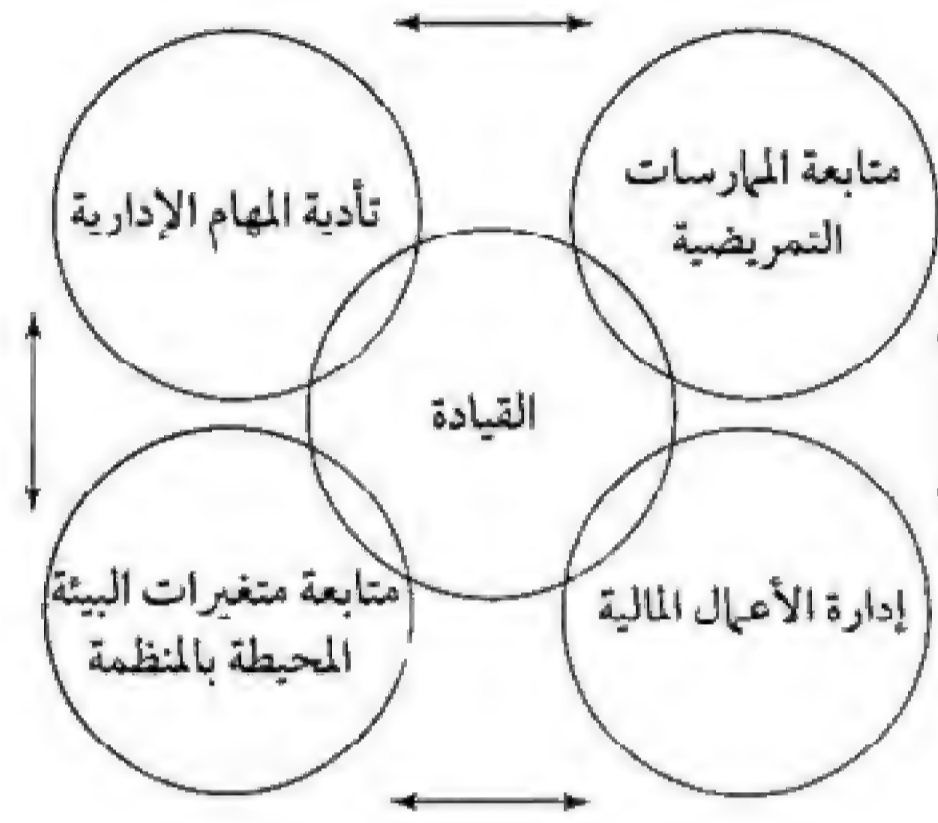 متابعة الممارسات
التمريضية
تأدية المهام الإدارية
القيادة
إدارة الأعمال المالية
متابعة متغيرات البيئة
المحيطة بالمنظمة